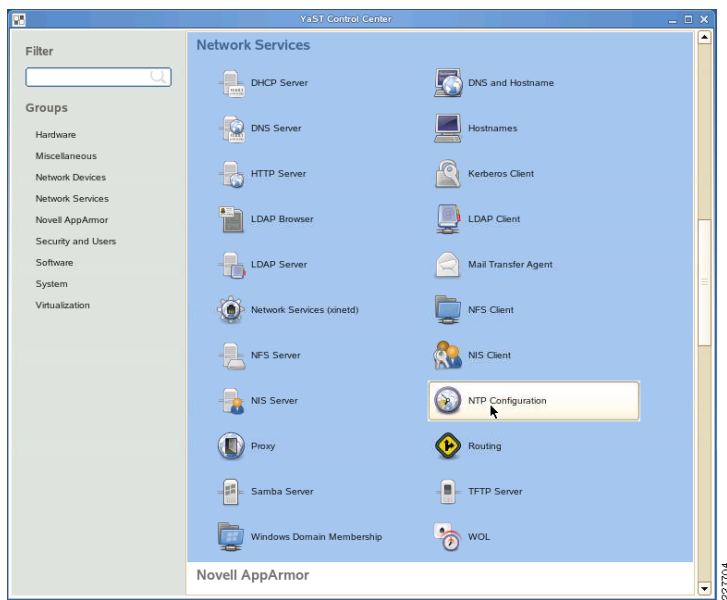 YaST Control Center
Filter
Groups
Hardware
Miscellaneous
Network Devices
Network Services
Novell AppArmor
Security and Users
Software
System
Virtualization
Network Services
DHCP Server
DNS and Hostname
DNS Server
Hostnames
HTTP Server
Kerberos Client
LDAP Browser
LDAP Client
LDAP Server
Mail Transfer Agent
Network Services (xinetd)
NFS Client
NFS Server
NIS Client
NIS Server
NTP Configuration
Proxy
Routing
Samba Server
TFTP Server
Windows Domain Membership
WOL
Novell AppArmor
227704